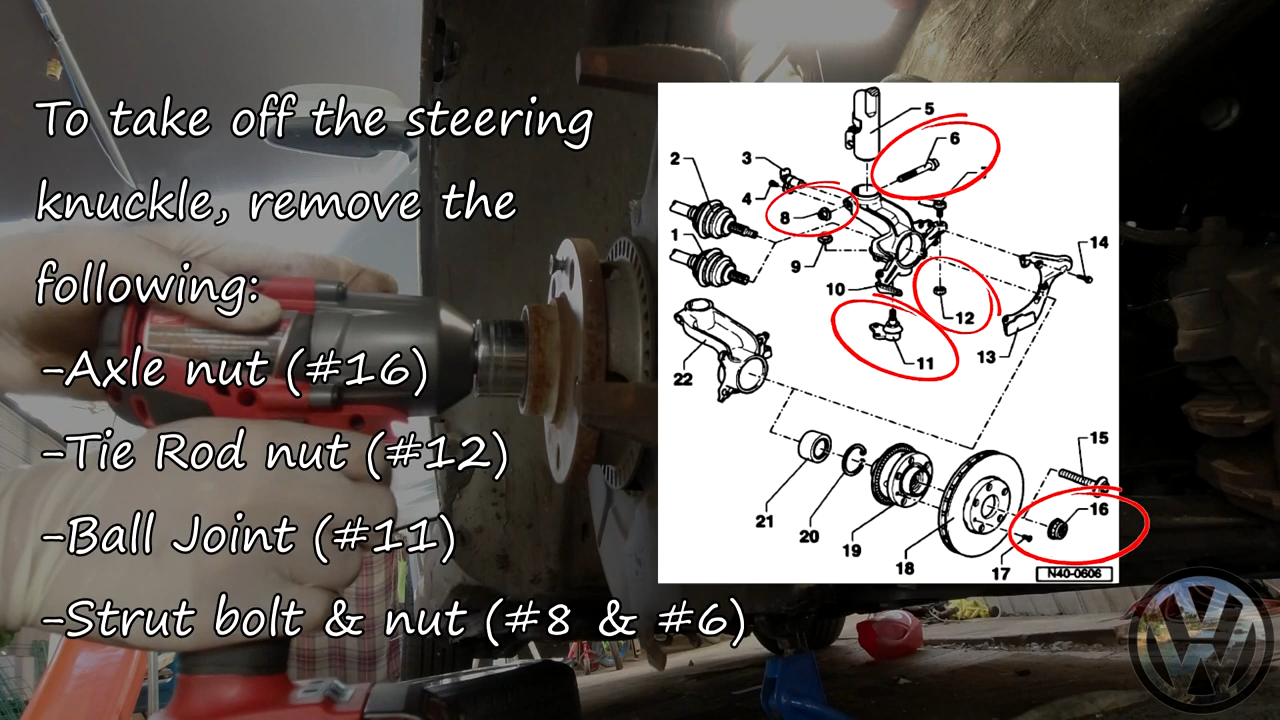 To take off the steering
knuckle, remove the
following:
-Axle nut (#16)
-Tie Rod nut (#12)
-Ball Joint (#11)
-Strut bolt & nut (#8 & #6)
5
6
2
3
7
4
8
1
9
14
10
12
13
11
22
15
16
21
20
19
18
17
N40-0606